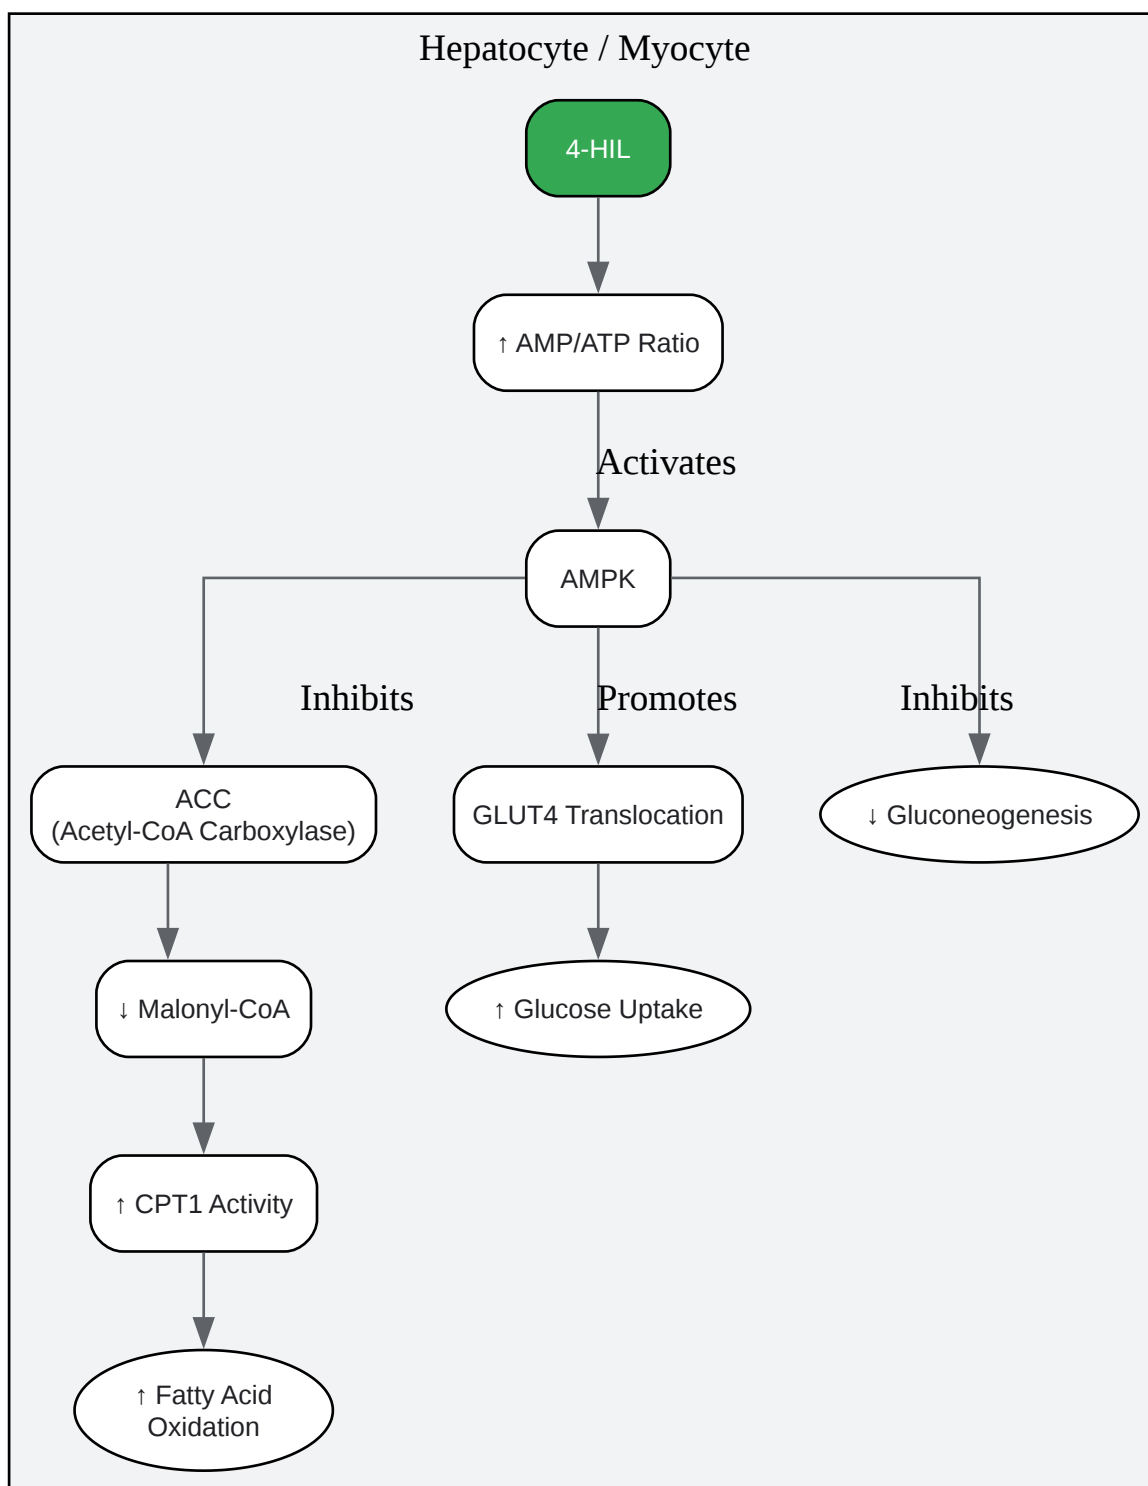 Hepatocyte / Myocyte
4-HIL
↑ AMP/ATP Ratio
Activates
AMPK
Inhibits
Promotes
Inhibits
ACC
(Acetyl-CoA Carboxylase)
GLUT4 Translocation
↓ Gluconeogenesis
↓ Malonyl-CoA
↑ Glucose Uptake
↑ CPT1 Activity
↑ Fatty Acid
Oxidation